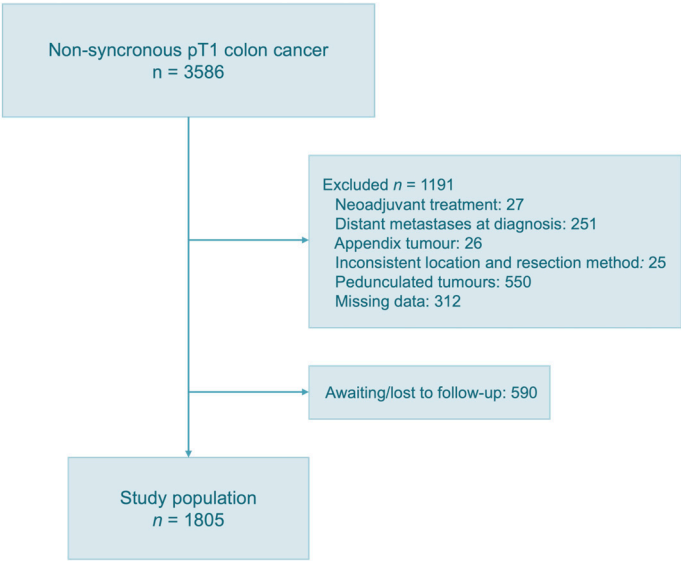 Non-syncronous pT1 colon cancer
n = 3586
Excluded n = 1191
Neoadjuvant treatment: 27
Distant metastases at diagnosis: 251
Appendix tumour: 26
Inconsistent location and resection method: 25
Pedunculated tumours: 550
Missing data: 312
Awaiting/lost to follow-up: 590
Study population
n = 1805